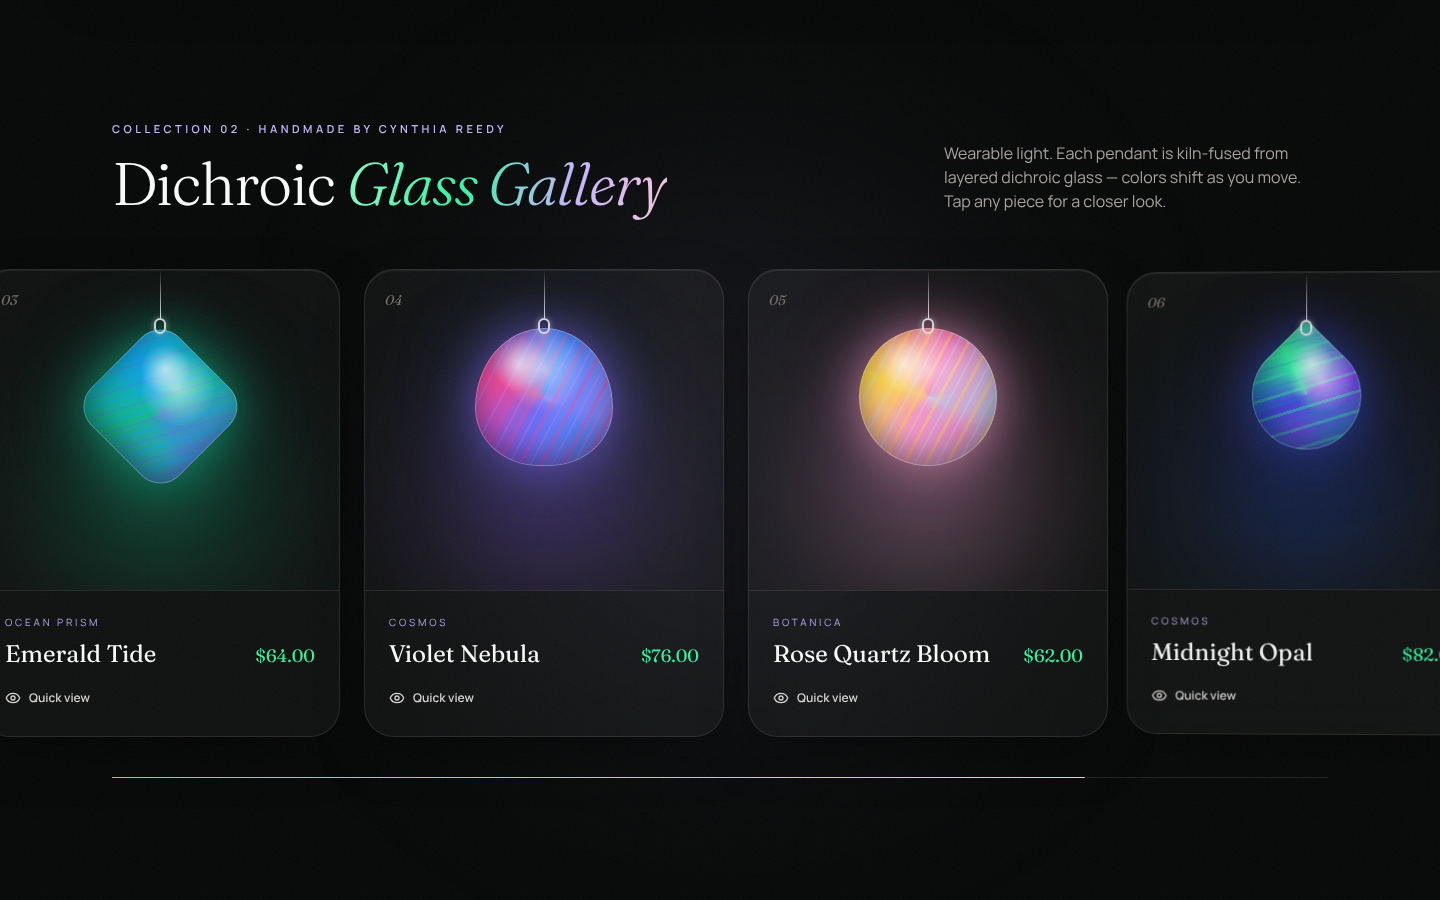 COLLECTION 02 · HANDMADE BY CYNTHIA REEDY
Dichroic Glass Gallery
Wearable light. Each pendant is kiln-fused from
layered dichroic glass — colors shift as you move.
Tap any piece for a closer look.
03
OCEAN PRISM
Emerald Tide $64.00
Quick view
04
COSMOS
Violet Nebula $76.00
Quick view
05
BOTANICA
Rose Quartz Bloom $62.00
Quick view
06
COSMOS
Midnight Opal
Quick view